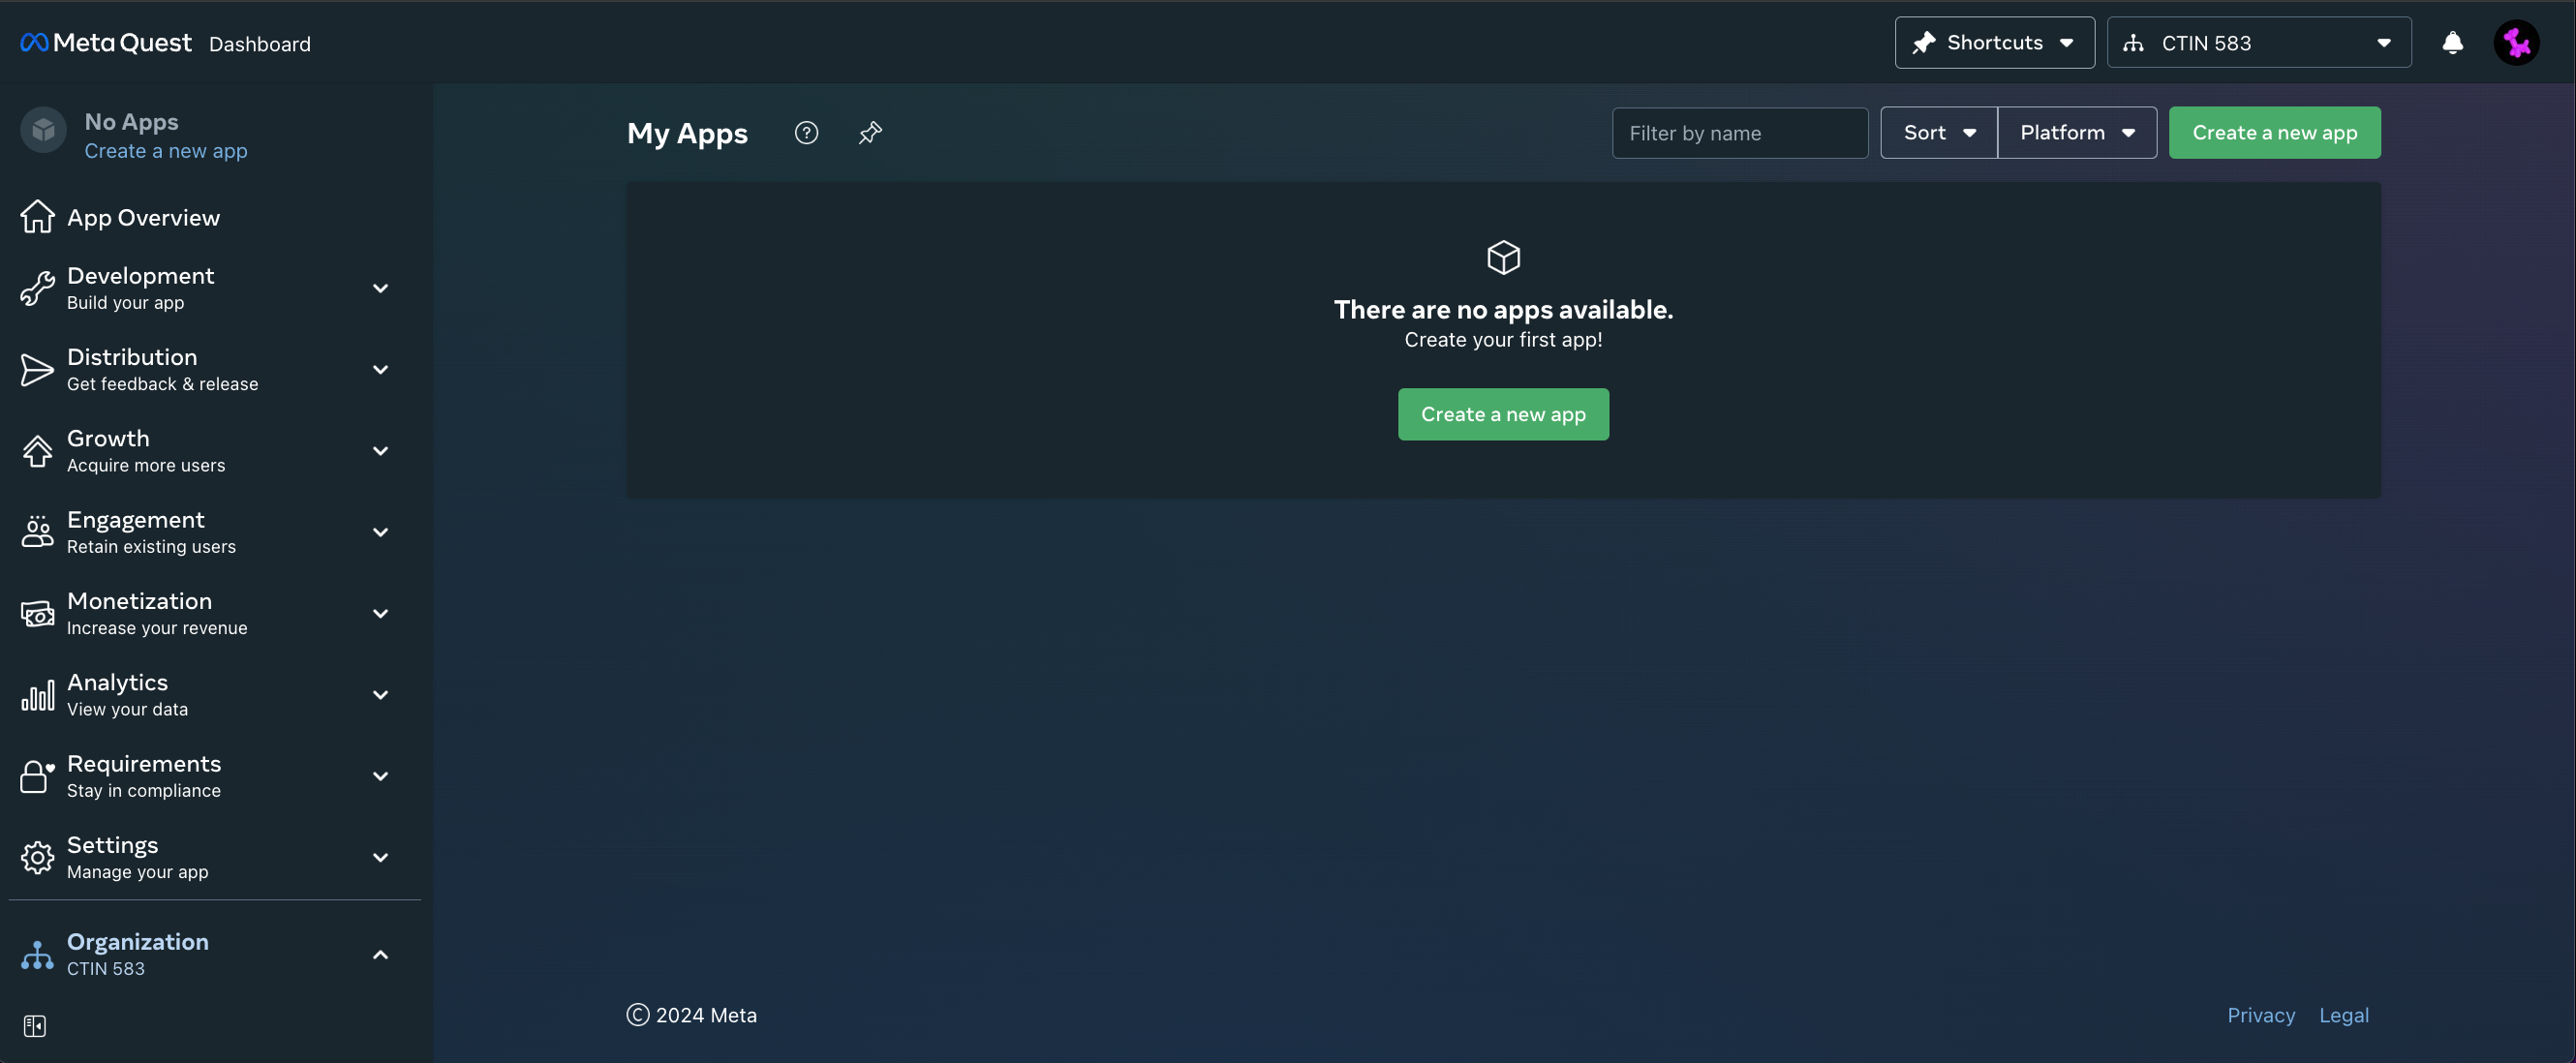 Meta Quest Dashboard
Shortcuts
CTIN 583
No Apps
Create a new app
App Overview
Development
Build your app
Distribution
Get feedback & release
Growth
Acquire more users
Engagement
Retain existing users
Monetization
Increase your revenue
Analytics
View your data
Requirements
Stay in compliance
Settings
Manage your app
Organization
CTIN 583
My Apps
Filter by name
Sort
Platform
Create a new app
There are no apps available.
Create your first app!
Create a new app
© 2024 Meta
Privacy
Legal